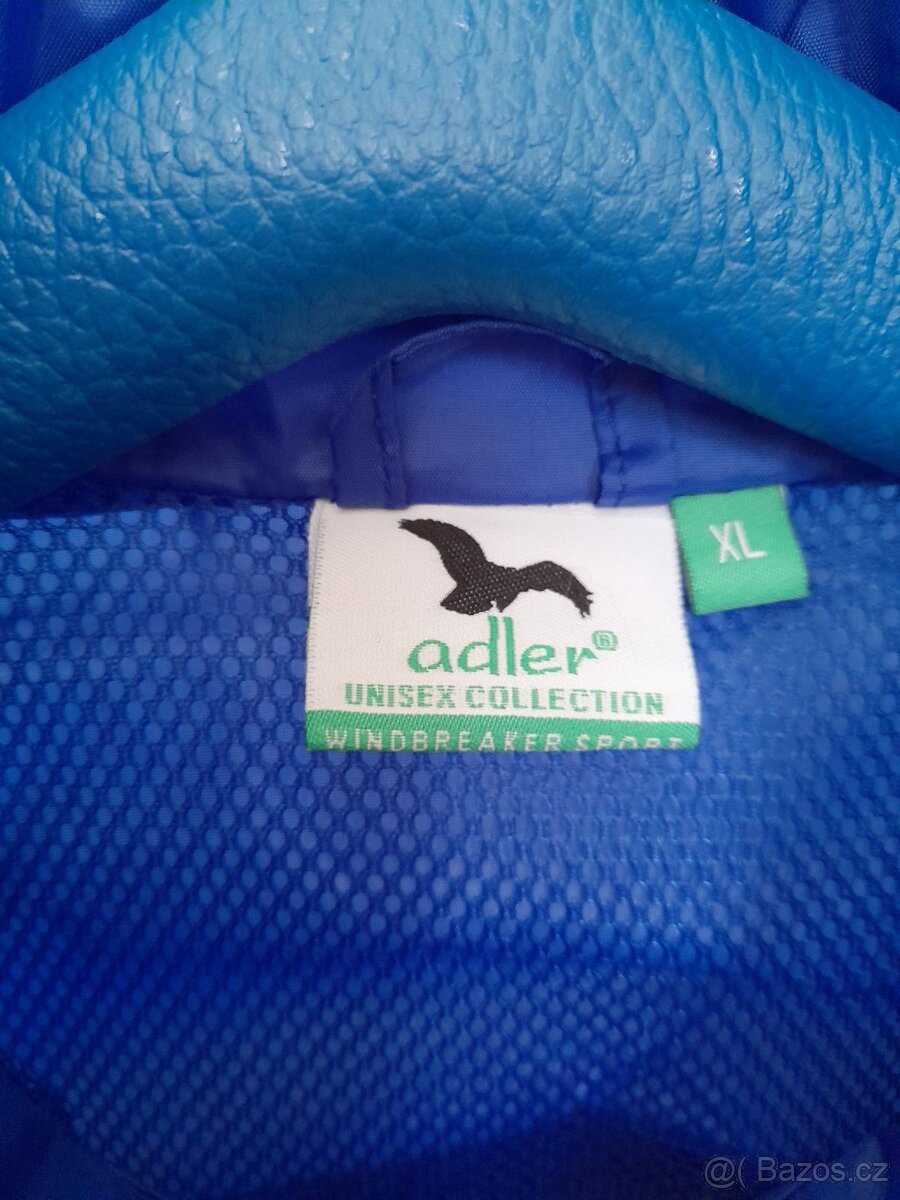 XL
adler®
UNISEX COLLECTION
WINDBREAKER SPORT
@( Bazos.cz